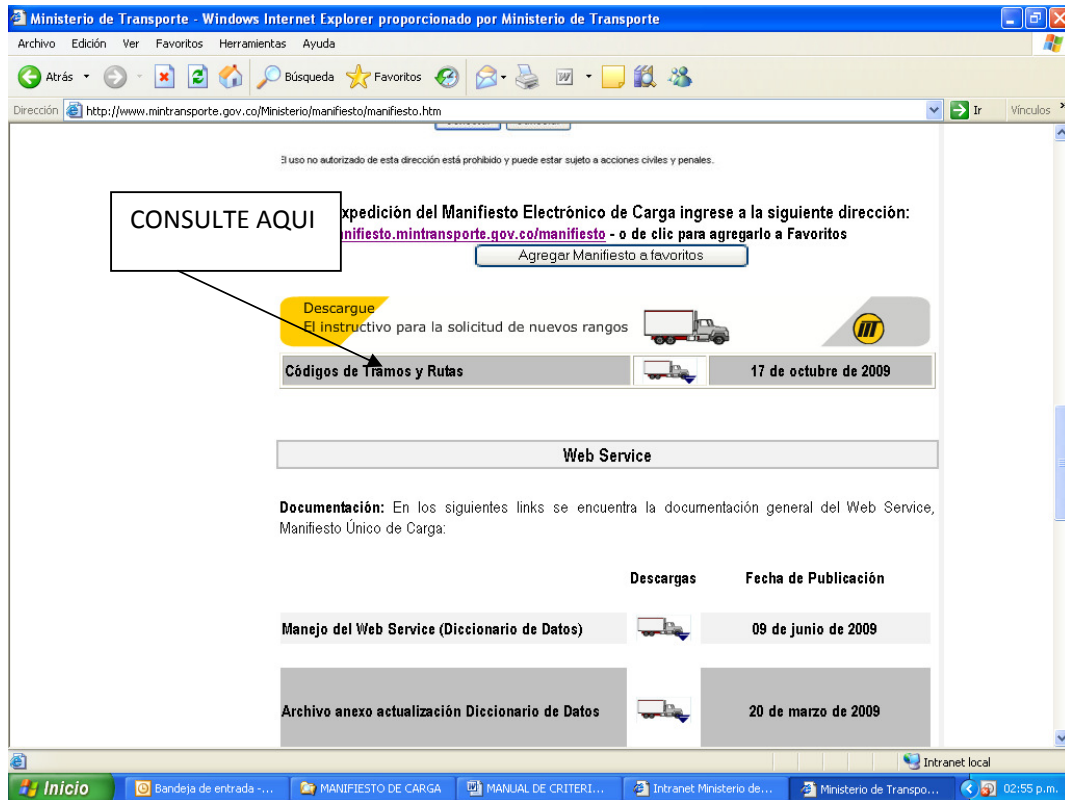 Ministerio de Transporte - Windows Internet Explorer proporcionado por Ministerio de Transporte
Archivo Edición Ver Favoritos Herramientas Ayuda
Atrás Búsqueda Favoritos
Dirección http://www.mintransporte.gov.co/Ministerio/manifiesto/manifiesto.htm Ir Vínculos
El uso no autorizado de esta dirección está prohibido y puede estar sujeto a acciones civiles y penales.
CONSULTE AQUI
xpedición del Manifiesto Electrónico de Carga ingrese a la siguiente dirección:
anifiesto.mintransporte.gov.co/manifiesto - o de clic para agregarlo a Favoritos
Agregar Manifiesto a favoritos
Descargue
El instructivo para la solicitud de nuevos rangos
Códigos de Tramos y Rutas 17 de octubre de 2009
Web Service
Documentación: En los siguientes links se encuentra la documentación general del Web Service,
Manifiesto Único de Carga:
Descargas Fecha de Publicación
Manejo del Web Service (Diccionario de Datos) 09 de junio de 2009
Archivo anexo actualización Diccionario de Datos 20 de marzo de 2009
Intranet local
Inicio Bandeja de entrada -... MANIFIESTO DE CARGA MANUAL DE CRITERI... Intranet Ministerio de... Ministerio de Transpo... 02:55 p.m.